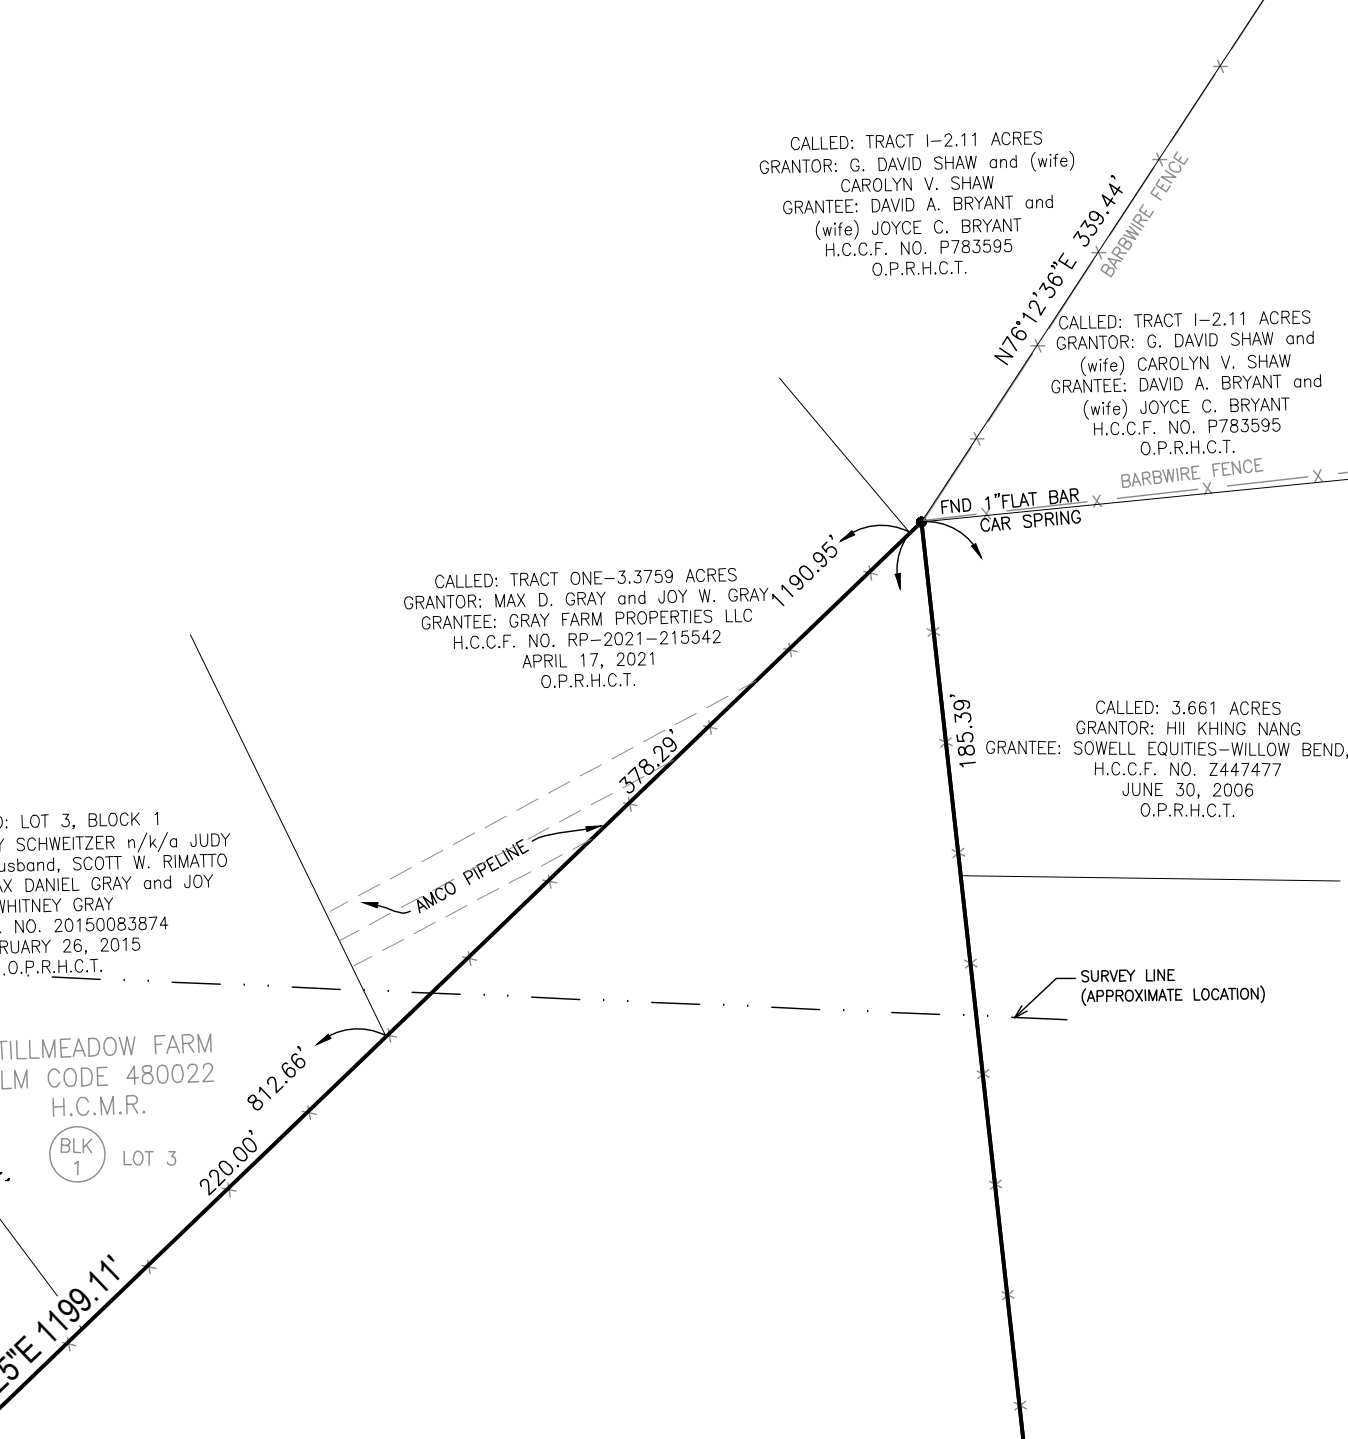 CALLED: TRACT I-2.11 ACRES
GRANTOR: G. DAVID SHAW and (wife)
CAROLYN V. SHAW
GRANTEE: DAVID A. BRYANT and
(wife) JOYCE C. BRYANT
H.C.C.F. NO. P783595
O.P.R.H.C.T.
N76°12'36"E 339.44'
BARBWIRE FENCE
CALLED: TRACT I-2.11 ACRES
GRANTOR: G. DAVID SHAW and
(wife) CAROLYN V. SHAW
GRANTEE: DAVID A. BRYANT and
(wife) JOYCE C. BRYANT
H.C.C.F. NO. P783595
O.P.R.H.C.T.
BARBWIRE FENCE
FND 1"FLAT BAR
CAR SPRING
1190.95'
CALLED: TRACT ONE-3.3759 ACRES
GRANTOR: MAX D. GRAY and JOY W. GRAY
GRANTEE: GRAY FARM PROPERTIES LLC
H.C.C.F. NO. RP-2021-215542
APRIL 17, 2021
O.P.R.H.C.T.
378.29'
185.39'
CALLED: 3.661 ACRES
GRANTOR: HII KHING NANG
GRANTEE: SOWELL EQUITIES-WILLOW BEND,
H.C.C.F. NO. Z447477
JUNE 30, 2006
O.P.R.H.C.T.
AMCO PIPELINE
D: LOT 3, BLOCK 1
Y SCHWEITZER n/k/a JUDY
usband, SCOTT W. RIMATTO
AX DANIEL GRAY and JOY
WHITNEY GRAY
. NO. 20150083874
RUARY 26, 2015
O.P.R.H.C.T.
SURVEY LINE
(APPROXIMATE LOCATION)
TILLMEADOW FARM
LM CODE 480022
H.C.M.R.
BLK
1
LOT 3
812.66'
220.00'
5"E 1199.11'